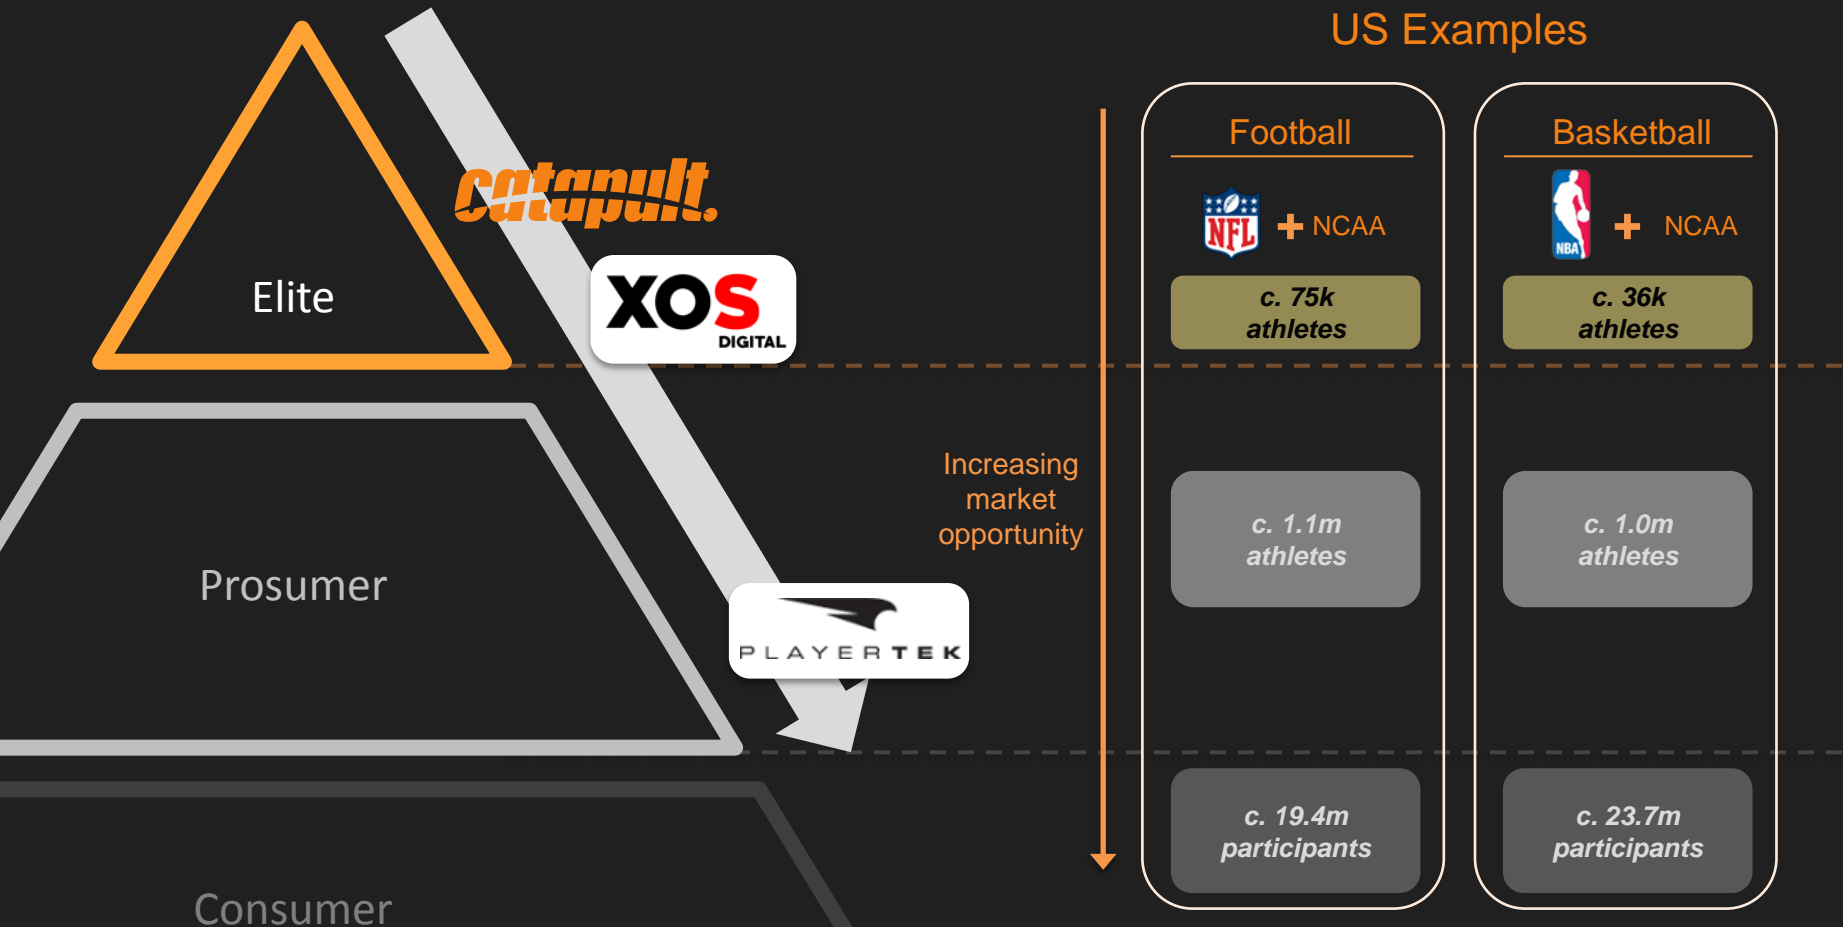 US Examples
Football
Basketball
catapult.
NFL
+ NCAA
NBA
+ NCAA
Elite
XOS
DIGITAL
c. 75k
athletes
c. 36k
athletes
Increasing
market
opportunity
c. 1.1m
athletes
c. 1.0m
athletes
Prosumer
PLAYERTEK
c. 19.4m
participants
c. 23.7m
participants
Consumer